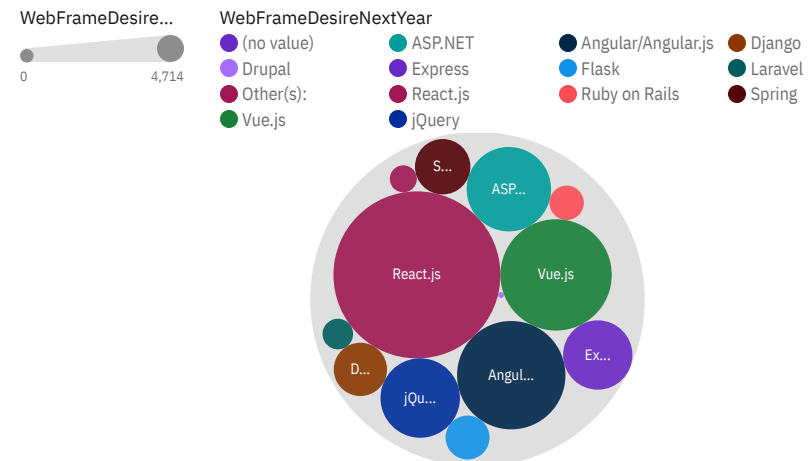 WebFrameDesire...
0 4,714
WebFrameDesireNextYear
(no value) ASP.NET Angular/Angular.js Django
Drupal Express Flask Laravel
Other(s): React.js Ruby on Rails Spring
Vue.js jQuery
S...
ASP...
React.js
Vue.js
Ex...
D...
Angul...
jQu...